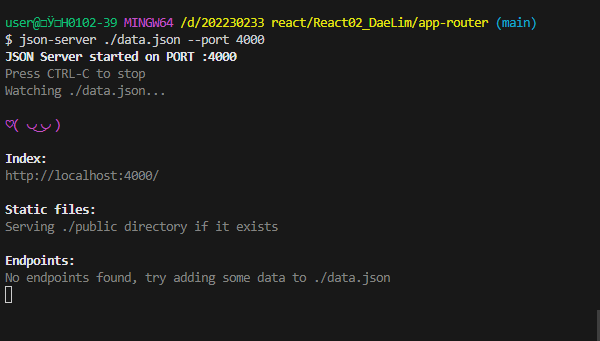 user@□Ÿ□H0102-39 MINGW64 /d/202230233 react/React02_DaeLim/app-router (main)
$ json-server ./data.json --port 4000
JSON Server started on PORT :4000
Press CTRL-C to stop
Watching ./data.json...
♡( ◡‿◡ )
Index:
http://localhost:4000/
Static files:
Serving ./public directory if it exists
Endpoints:
No endpoints found, try adding some data to ./data.json